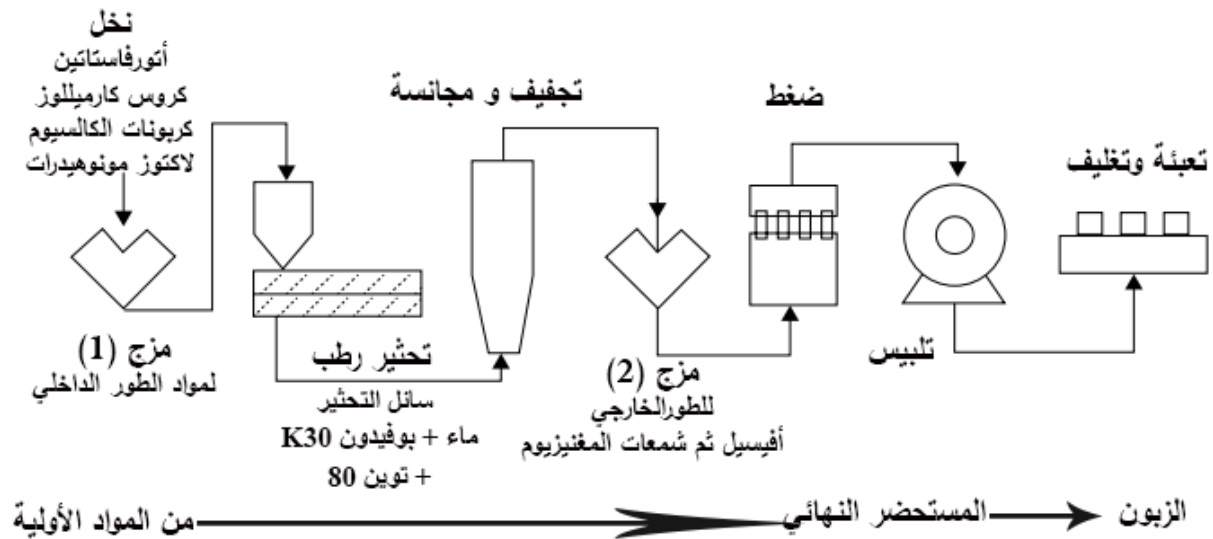 نخل
أتورفاستاتين
كروس كارميللوز
كربونات الكالسيوم
لاكتوز مونوهيدرات
مزج (1)
لمواد الطور الداخلي
تحثير رطب
سائل التحثير
ماء + بوفيدون K30
+ توين 80
تجفيف و مجانسة
مزج (2)
للطورالخارجي
أفيسيل ثم شمعات المغنيزيوم
ضغط
تلبيس
تعبئة وتغليف
من المواد الأولية
المستحضر النهائي
الزبون